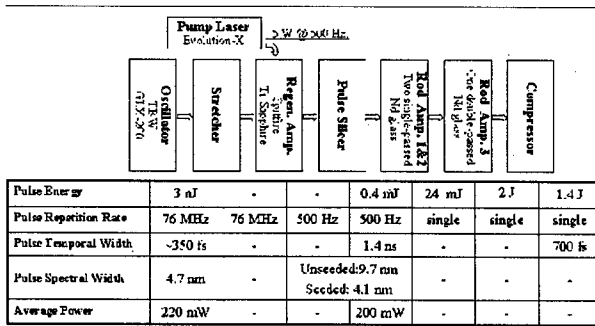 Pump Laser
Evolution-X
W @ 500 Hz
Oscillator
GLX-200
Stretcher
Regen. Amp.
Spitfire
Ti Sapphire
Pulse Slicer
Rod Amp. 1&2
Two single-passed
Nd glass
Rod Amp. 3
One double-passed
Nd glass
Compressor
Pulse Energy 3 nJ - - 0.4 mJ 24 mJ 2 J 1.4 J
Pulse Repetition Rate 76 MHz 76 MHz 500 Hz 500 Hz single single single
Pulse Temporal Width ~350 fs - - 1.4 ns - - 700 fs
Pulse Spectral Width 4.7 nm - Unseeded:9.7 nm - - -
Seeded: 4.1 nm
Average Power 220 mW - - 200 mW - - -